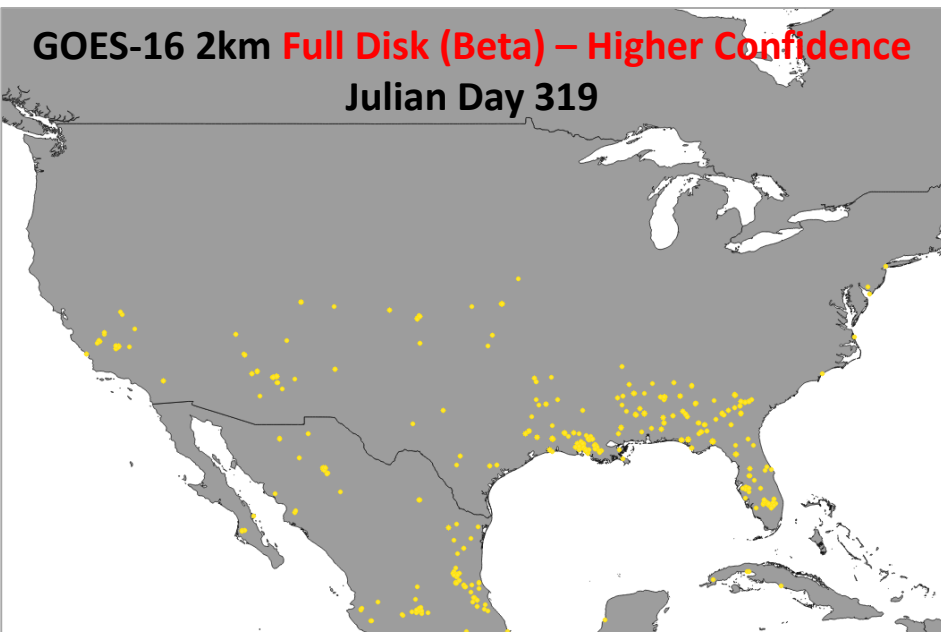 GOES-16 2km Full Disk (Beta) – Higher Confidence
Julian Day 319